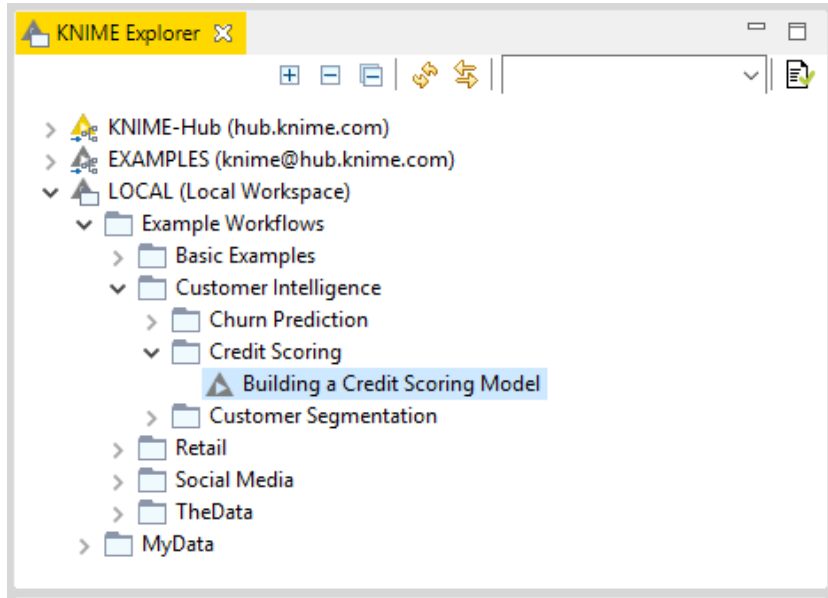 KNIME Explorer
KNIME-Hub (hub.knime.com)
EXAMPLES (knime@hub.knime.com)
LOCAL (Local Workspace)
Example Workflows
Basic Examples
Customer Intelligence
Churn Prediction
Credit Scoring
Building a Credit Scoring Model
Customer Segmentation
Retail
Social Media
TheData
MyData